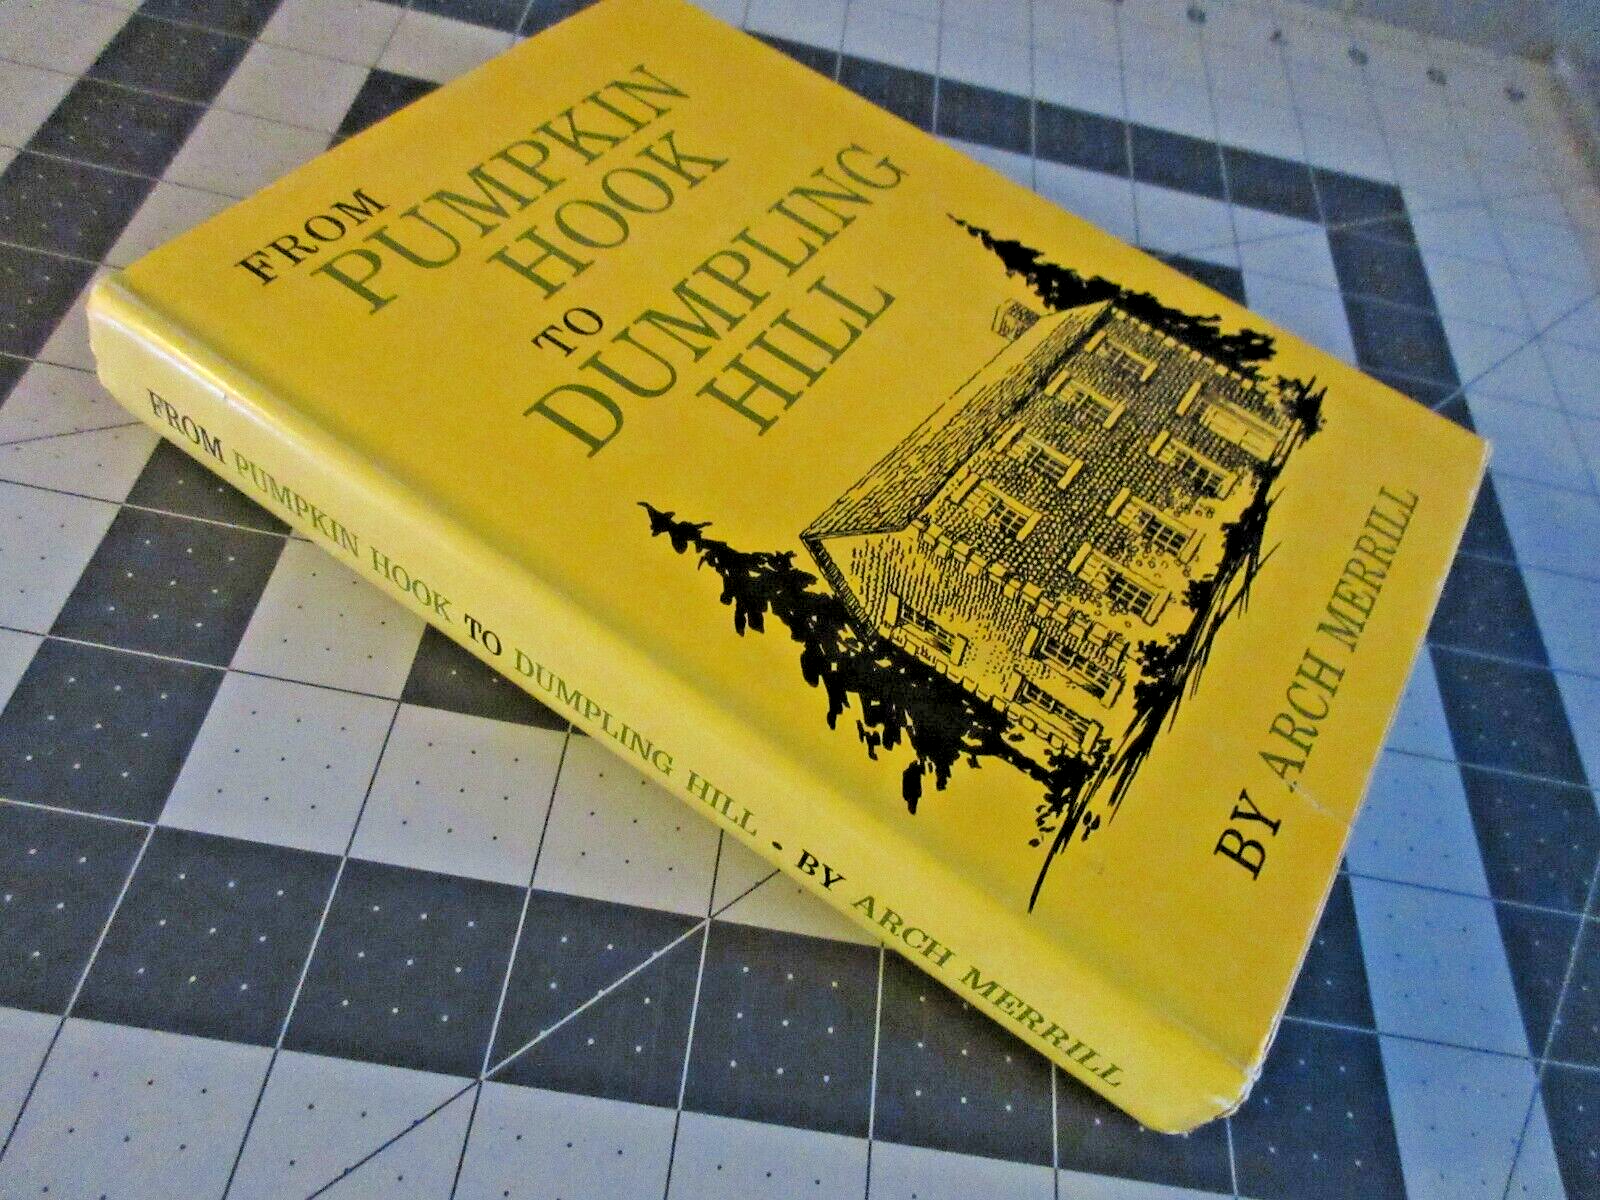 FROM
PUMPKIN
HOOK
TO
DUMPLING
HILL
BY ARCH MERRILL
FROM PUMPKIN HOOK TO DUMPLING HILL • BY ARCH MERRILL